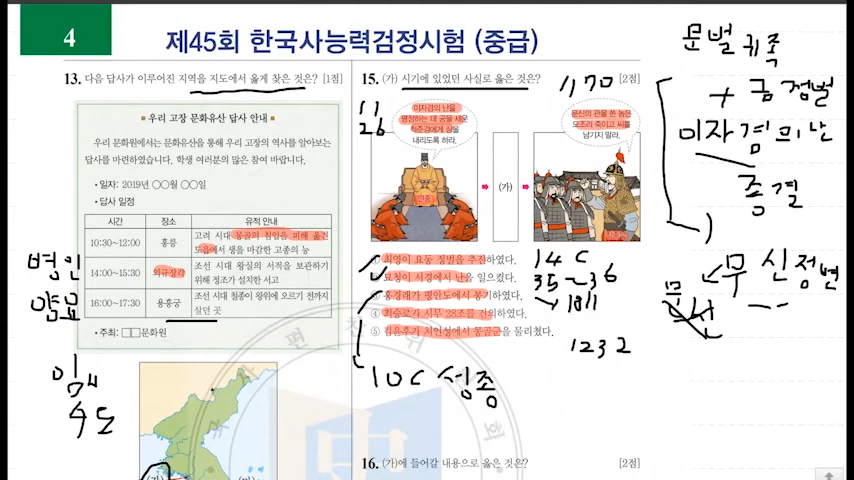 4
제45회 한국사능력검정시험 (중급)
13. 다음 답사가 이루어진 지역을 지도에서 옳게 찾은 것은? [1점]
■ 우리 고장 문화유산 답사 안내 ■
우리 문화원에서는 문화유산을 통해 우리 고장의 역사를 알아보는
답사를 마련하였습니다. 학생 여러분의 많은 참여 바랍니다.
• 일자: 2019년 ○○월 ○○일
• 답사 일정
시간 장소 유적 안내
10:30~12:00 홍릉 고려 시대 몽골의 침입을 피해 옮긴
도읍에서 생을 마감한 고종의 능
14:00~15:30 외규장각 조선 시대 왕실의 서적을 보관하기
위해 정조가 설치한 서고
16:00~17:30 용흥궁 조선 시대 철종이 왕위에 오르기 전까지
살던 곳
• 주최: □□문화원
병인
양요
수도
동해
(가)
15. (가) 시기에 있었던 사실로 옳은 것은? [2점]
1170
11
26
이자겸의 난을
평정하는 데 공을 세운
척준경에게 상을
내리도록 하라.
인종
(가)
문신의 관을 쓴 놈은
모조리 죽이고 씨를
남기지 말라.
① 최영이 요동 정벌을 추진하였다.
② 묘청이 서경에서 난을 일으켰다.
③ 홍경래가 평안도에서 봉기하였다.
④ 최승로가 시무 28조를 건의하였다.
⑤ 김윤후가 처인성에서 몽골군을 물리쳤다.
14C
35~36
→1811
1232
10C 성종
16. (가)에 들어갈 내용으로 옳은 것은? [2점]
문벌귀족
+ 금정벌
이자겸의 난
종결
무신정변